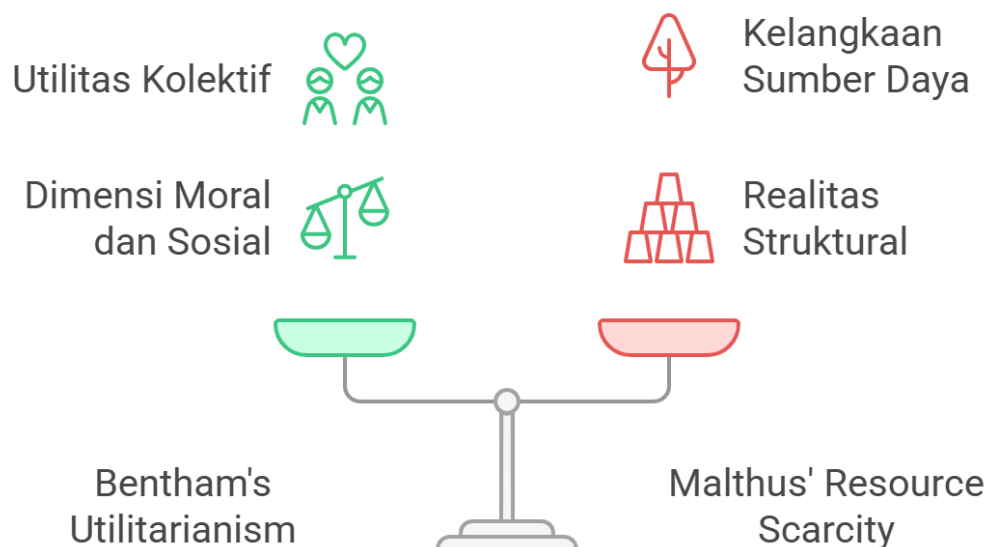 Utilitas Kolektif
Kelangkaan
Sumber Daya
Dimensi Moral
dan Sosial
Realitas
Struktural
Bentham's
Utilitarianism
Malthus' Resource
Scarcity